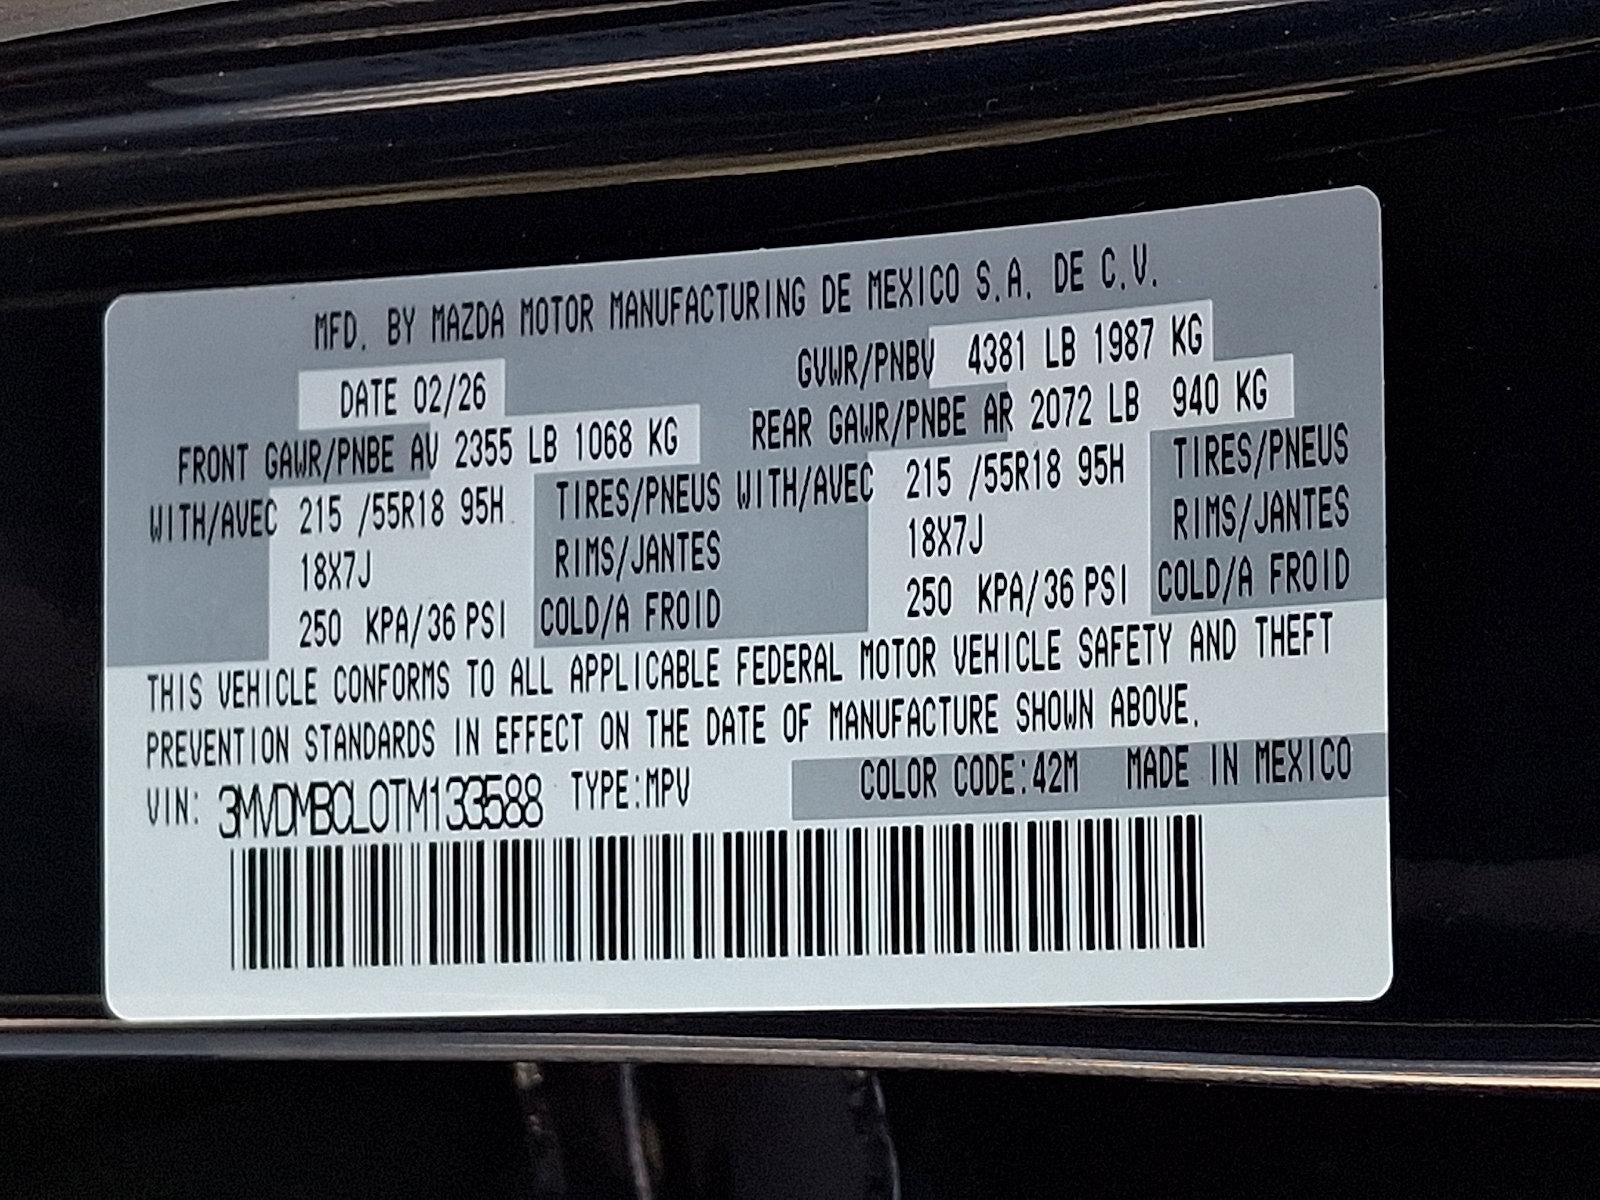 MFD. BY MAZDA MOTOR MANUFACTURING DE MEXICO S.A. DE C.V.
DATE 02/26 GVWR/PNBV 4381 LB 1987 KG
FRONT GAWR/PNBE AV 2355 LB 1068 KG REAR GAWR/PNBE AR 2072 LB 940 KG
WITH/AVEC 215 /55R18 95H TIRES/PNEUS WITH/AVEC 215 /55R18 95H TIRES/PNEUS
18X7J RIMS/JANTES 18X7J RIMS/JANTES
250 KPA/36 PSI COLD/A FROID 250 KPA/36 PSI COLD/A FROID
THIS VEHICLE CONFORMS TO ALL APPLICABLE FEDERAL MOTOR VEHICLE SAFETY AND THEFT
PREVENTION STANDARDS IN EFFECT ON THE DATE OF MANUFACTURE SHOWN ABOVE.
VIN: 3MVDMBCL0TM133588 TYPE:MPV COLOR CODE:42M MADE IN MEXICO